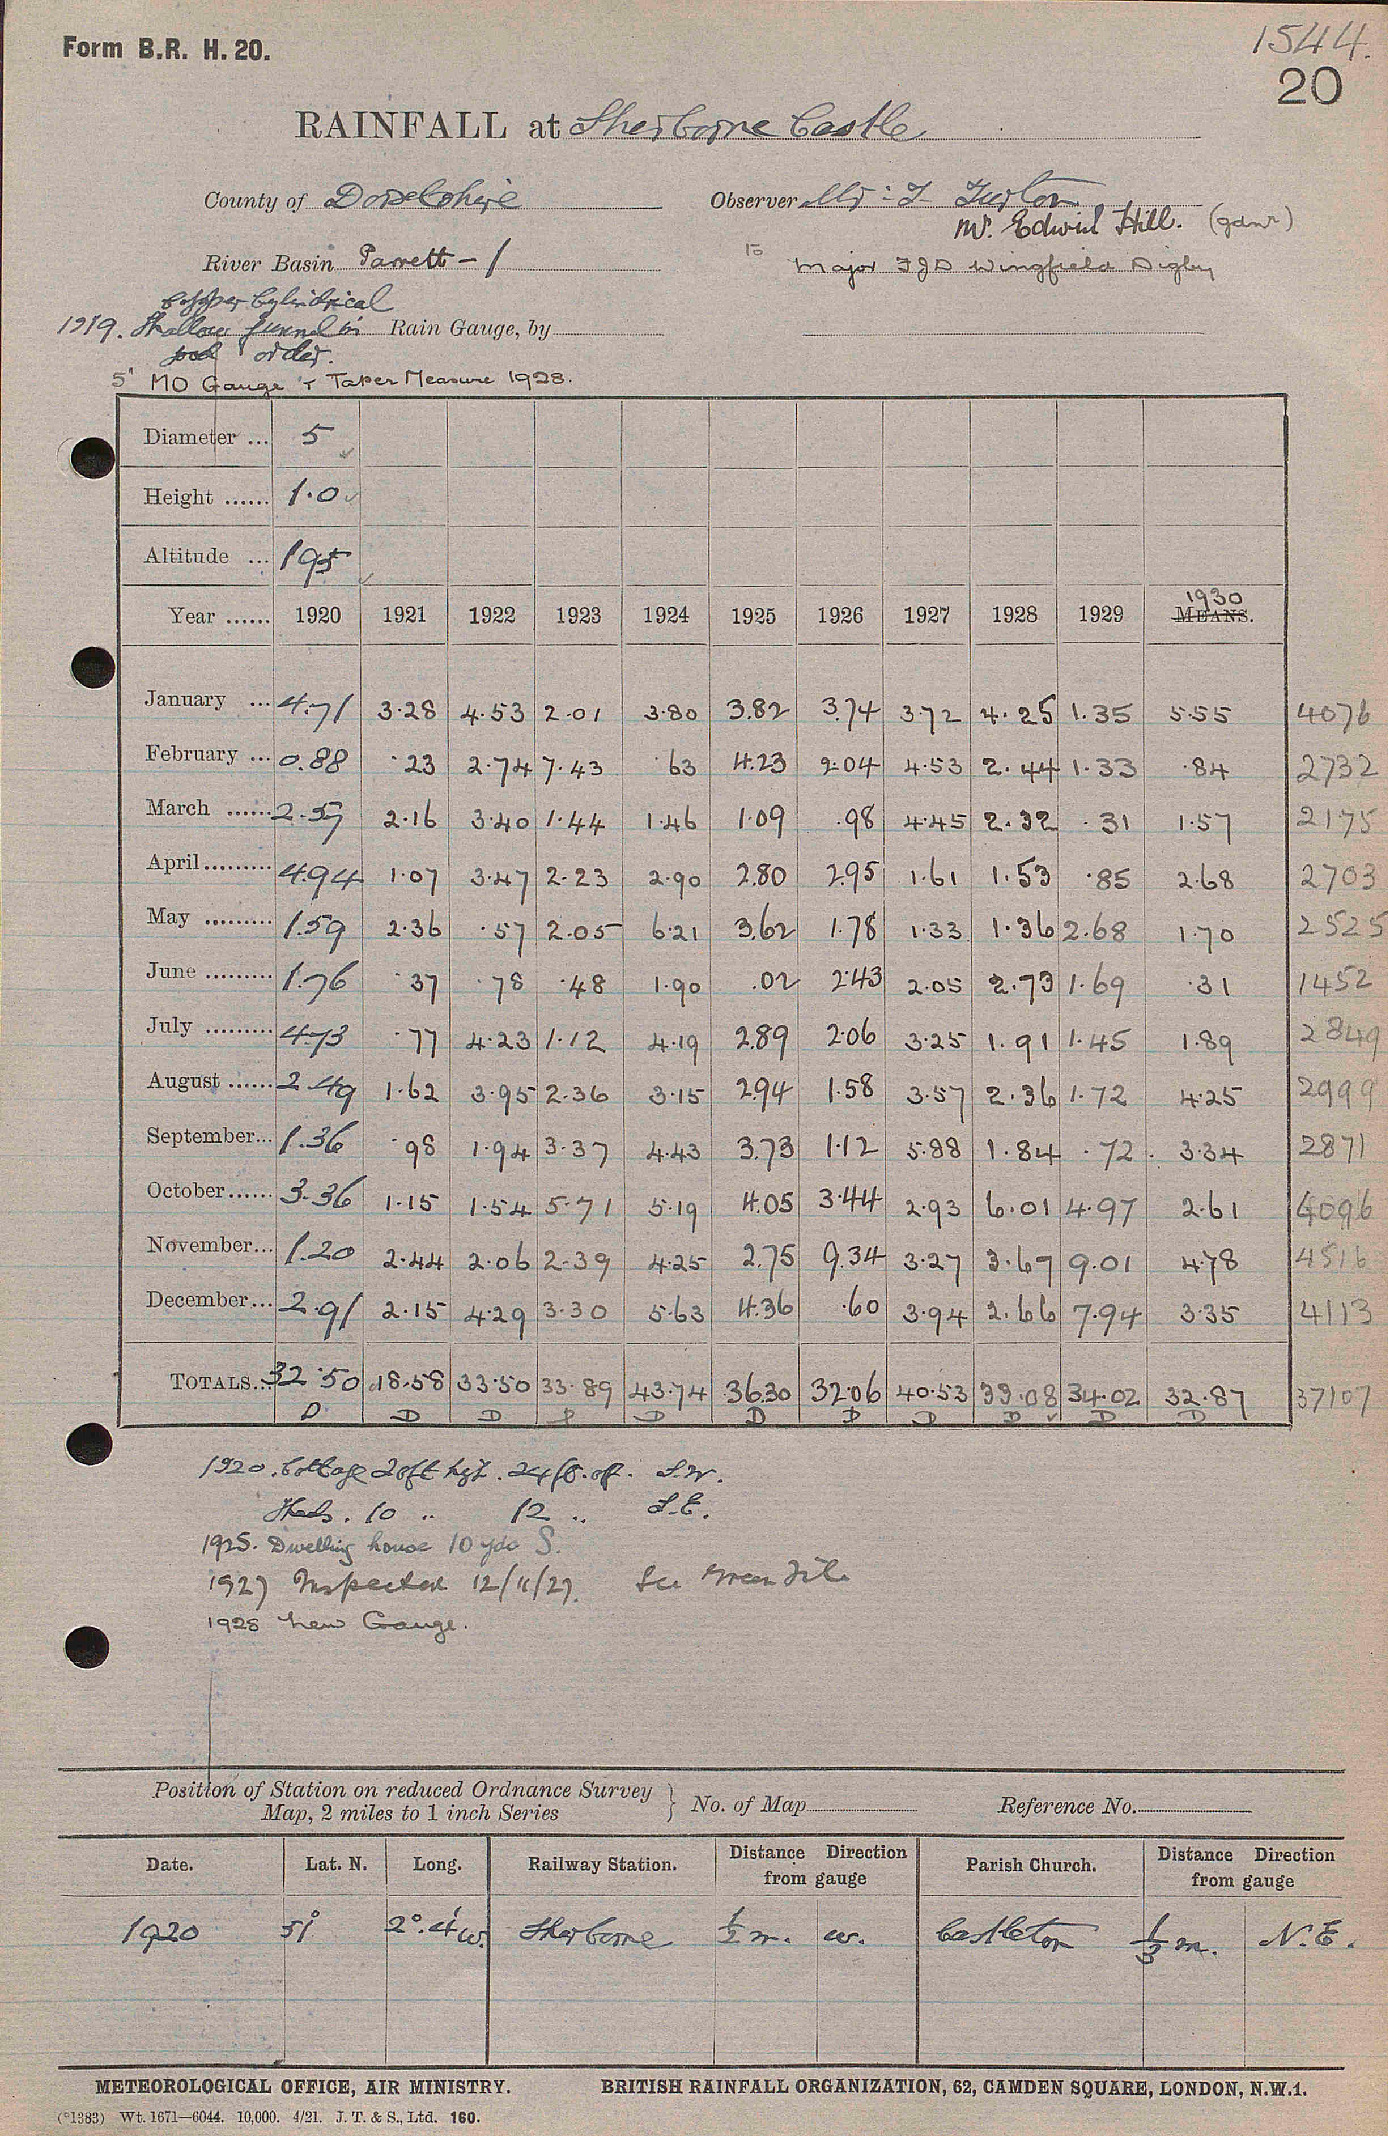 Form B.R. H. 20.
1544.
20
RAINFALL at Sherborne Castle
County of Dorsetshire Observer Mr. T. Turton
Mr. Edwin Hill. (gdnr)
River Basin Parrett - 1 To Major FJD Wingfield Digby
Copper Cylindrical
1919. Shallow funnel in Rain Gauge, by
good order.
5" MO Gauge & Taper Measure 1928.
Diameter ... 5
Height ...... 1.0
Altitude ... 195
Year ...... 1920 1921 1922 1923 1924 1925 1926 1927 1928 1929 1930 MEANS.
January ... 4.71 3.28 4.53 2.01 3.80 3.82 3.74 3.72 4.25 1.35 5.55 4076
February ... 0.88 .23 2.74 7.43 .63 4.23 2.04 4.53 2.44 1.33 .84 2732
March ...... 2.57 2.16 3.40 1.44 1.46 1.09 .98 4.45 2.32 .31 1.57 2175
April ......... 4.94 1.07 3.47 2.23 2.90 2.80 2.95 1.61 1.53 .85 2.68 2703
May ......... 1.59 2.36 .57 2.05 6.21 3.62 1.78 1.33 1.36 2.68 1.70 2525
June ......... 1.76 .37 .78 .48 1.90 .02 2.43 2.05 2.73 1.69 .31 1452
July ......... 4.73 .77 4.23 1.12 4.19 2.89 2.06 3.25 1.91 1.45 1.89 2849
August ...... 2.49 1.62 3.95 2.36 3.15 2.94 1.58 3.57 2.36 1.72 4.25 2999
September... 1.36 .98 1.94 3.37 4.43 3.73 1.12 5.88 1.84 .72 3.34 2871
October...... 3.36 1.15 1.54 5.71 5.19 4.05 3.44 2.93 6.01 4.97 2.61 4096
November... 1.20 2.44 2.06 2.39 4.25 2.75 9.34 3.27 3.67 9.01 4.78 4516
December... 2.91 2.15 4.29 3.30 5.63 4.36 .60 3.94 2.66 7.94 3.35 4113
TOTALS... 32.50 18.58 33.50 33.89 43.74 36.30 32.06 40.53 33.08 34.02 32.87 37107
D D D D D D D D D D D
1920. Cottage 20ft hgt. 24ft. off. S.W.
Sheds. 10 " 12 " S.E.
1925. Dwelling house 10 yds S.
1927 Inspected 12/11/27. See Green File
1928 New Gauge.
Position of Station on reduced Ordnance Survey
Map, 2 miles to 1 inch Series } No. of Map Reference No.
Date. Lat. N. Long. Railway Station. Distance Direction from gauge Parish Church. Distance Direction from gauge
1920 51° 2°.4' W. Sherborne 1/2 m. W. Castleton 1/3 m. N.E.
METEOROLOGICAL OFFICE, AIR MINISTRY. BRITISH RAINFALL ORGANIZATION, 62, CAMDEN SQUARE, LONDON, N.W.1.
(*1383) Wt. 1671—6044. 10,000. 4/21. J. T. & S., Ltd. 160.